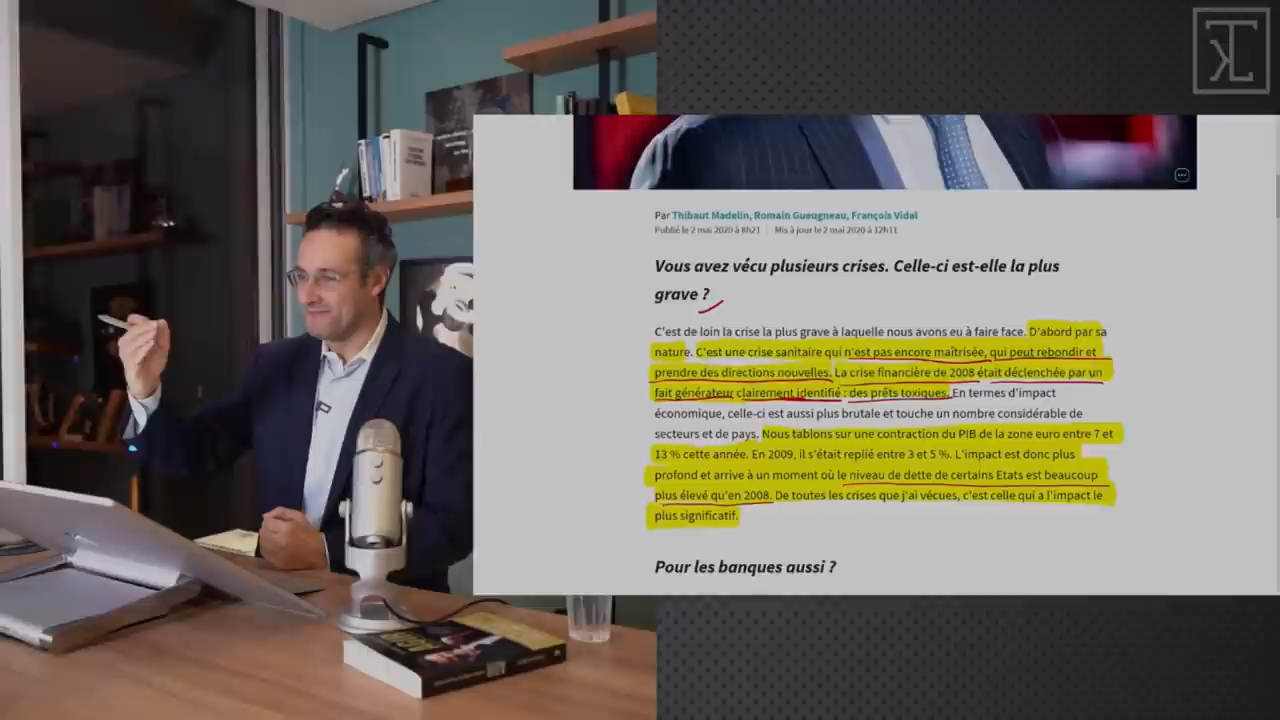 Par Thibaut Madelin, Romain Gueugneau, François Vidal
Publié le 2 mai 2020 à 8h21 | Mis à jour le 2 mai 2020 à 12h11
Vous avez vécu plusieurs crises. Celle-ci est-elle la plus
grave ?
C'est de loin la crise la plus grave à laquelle nous avons eu à faire face. D'abord par sa
nature. C'est une crise sanitaire qui n'est pas encore maîtrisée, qui peut rebondir et
prendre des directions nouvelles. La crise financière de 2008 était déclenchée par un
fait générateur clairement identifié : des prêts toxiques. En termes d'impact
économique, celle-ci est aussi plus brutale et touche un nombre considérable de
secteurs et de pays. Nous tablons sur une contraction du PIB de la zone euro entre 7 et
13 % cette année. En 2009, il s'était replié entre 3 et 5 %. L'impact est donc plus
profond et arrive à un moment où le niveau de dette de certains Etats est beaucoup
plus élevé qu'en 2008. De toutes les crises que j'ai vécues, c'est celle qui a l'impact le
plus significatif.
Pour les banques aussi ?